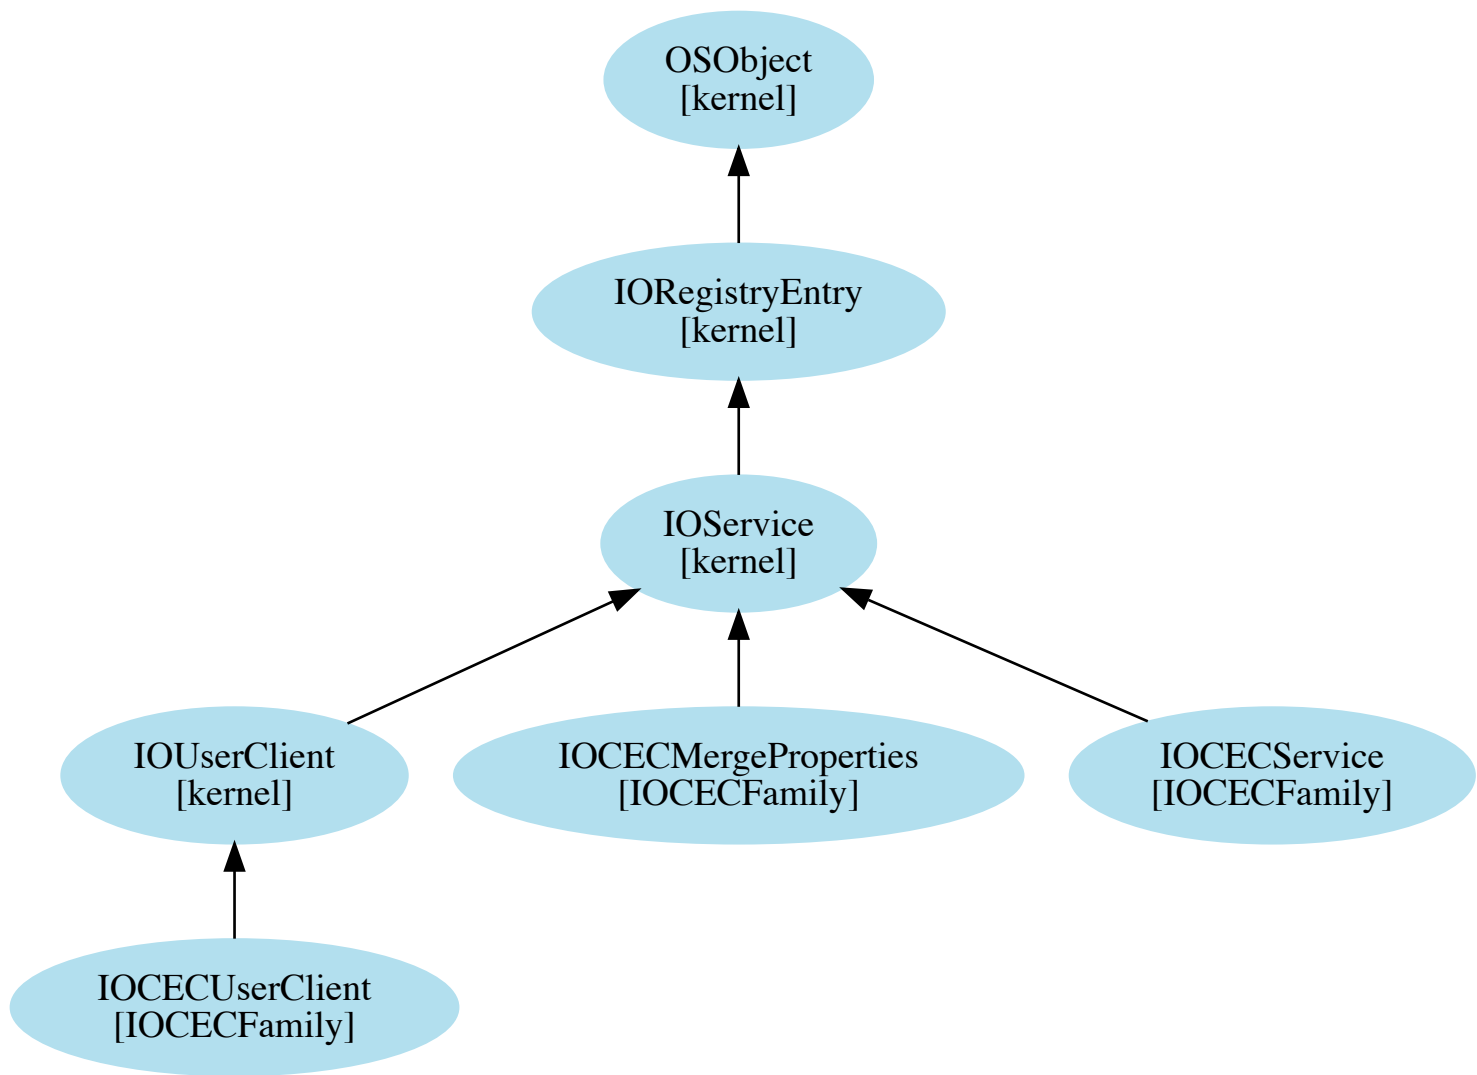 OSObject
[kernel]
IORegistryEntry
[kernel]
IOService
[kernel]
IOUserClient
[kernel]
IOCECMergeProperties
[IOCECFamily]
IOCECService
[IOCECFamily]
IOCECUserClient
[IOCECFamily]